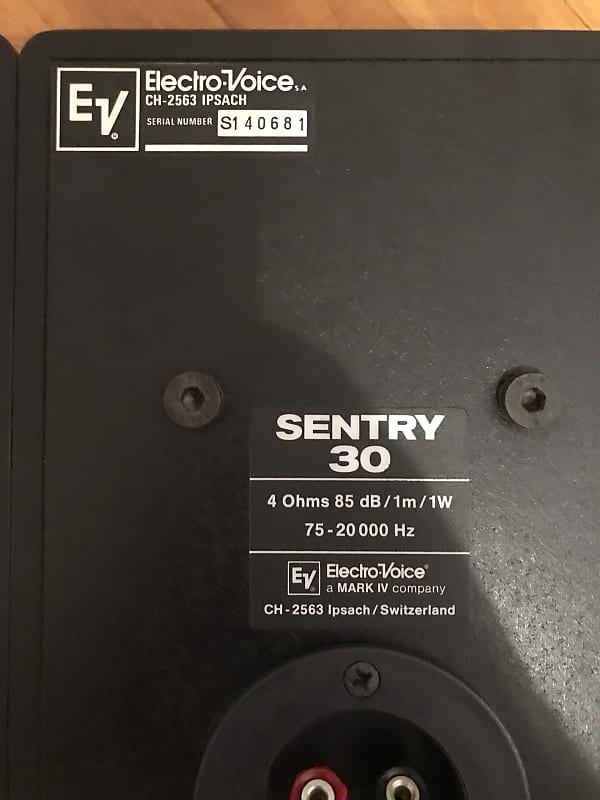 EV®
Electro-Voice S.A
CH-2563 IPSACH
SERIAL NUMBER S140681
SENTRY
30
4 Ohms 85 dB/1m/1W
75-20 000 Hz
EV® Electro-Voice®
a MARK IV company
CH-2563 Ipsach/Switzerland